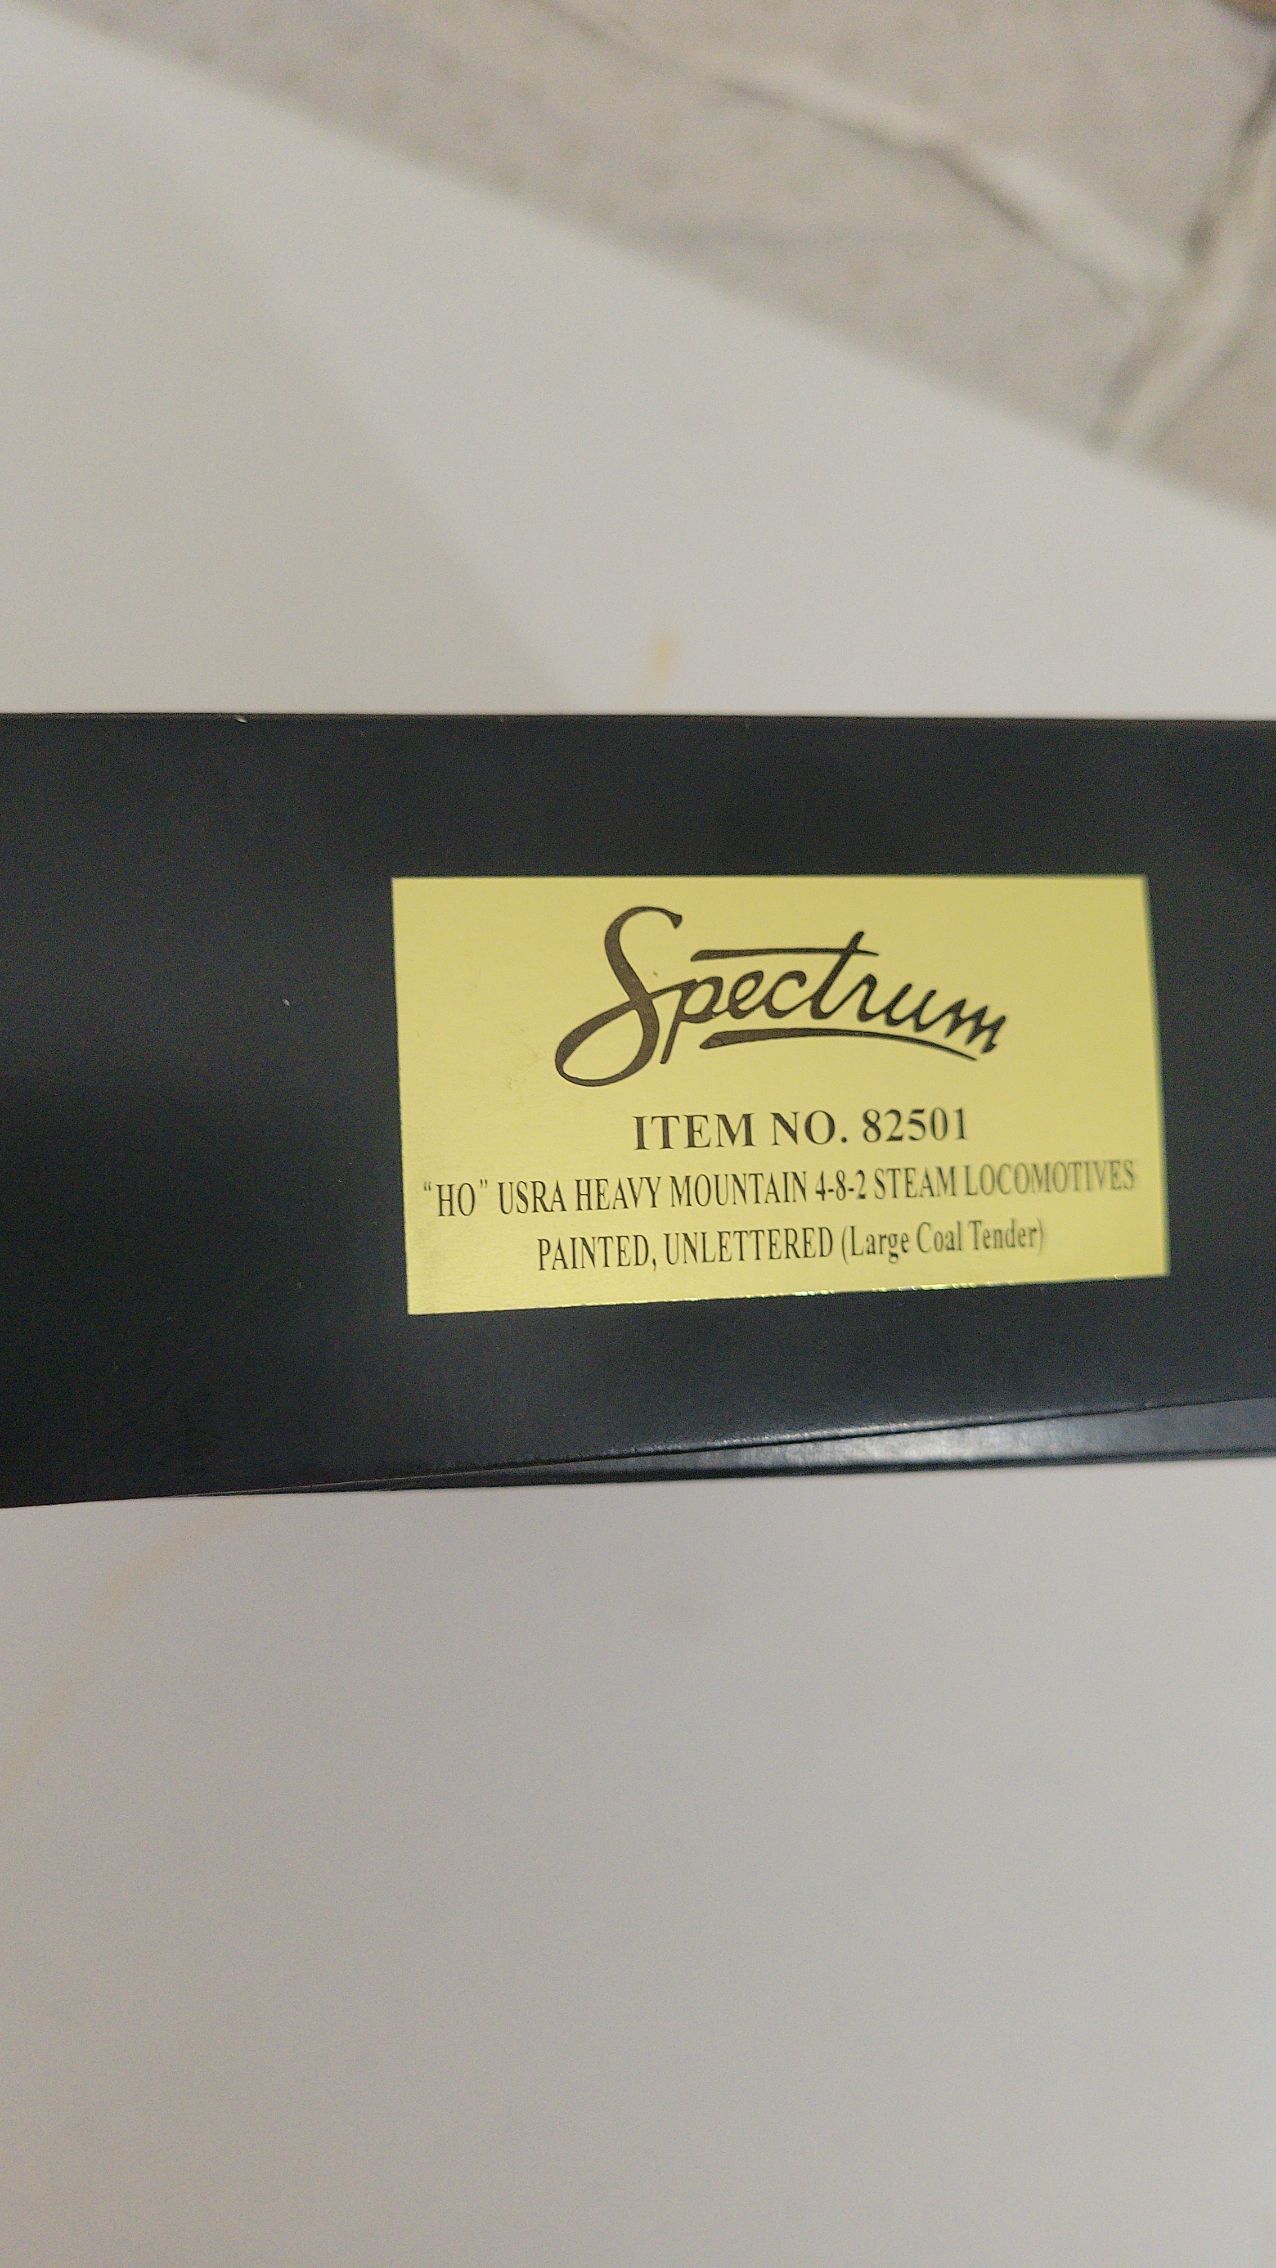 Spectrum
ITEM NO. 82501
“HO” USRA HEAVY MOUNTAIN 4-8-2 STEAM LOCOMOTIVES
PAINTED, UNLETTERED (Large Coal Tender)